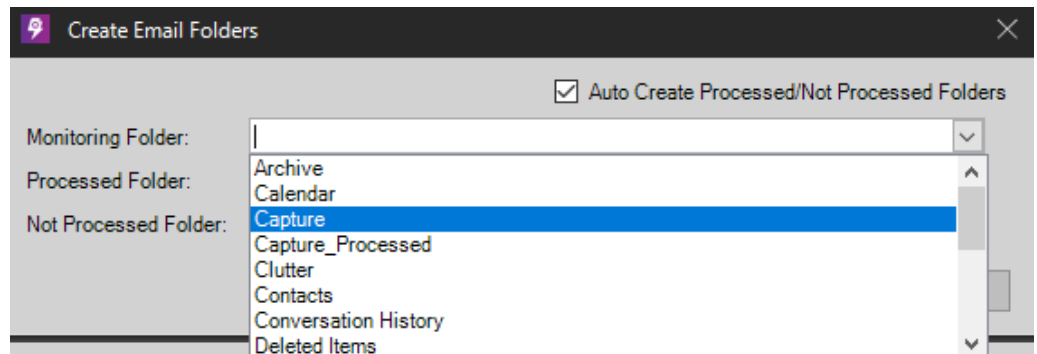 Create Email Folders
Auto Create Processed/Not Processed Folders
Monitoring Folder:
Archive
Processed Folder:
Calendar
Capture
Not Processed Folder:
Capture_Processed
Clutter
Contacts
Conversation History
Deleted Items